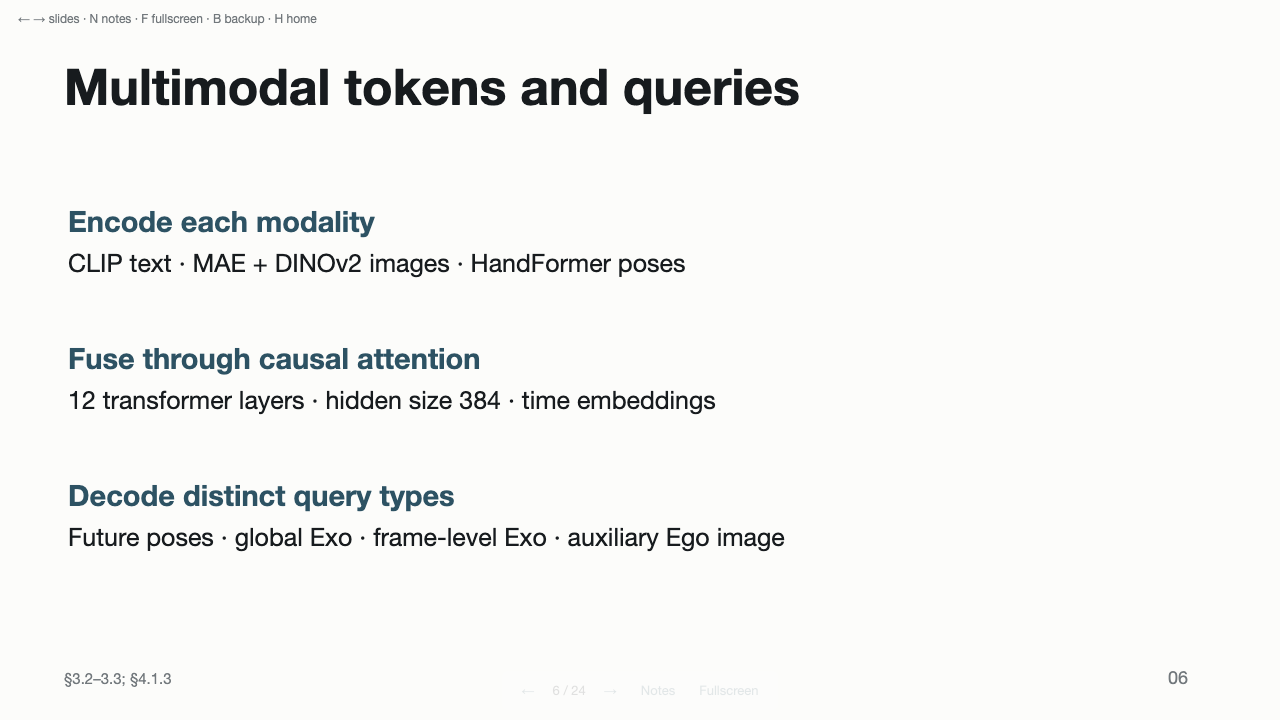 ←→ slides · N notes · F fullscreen · B backup · H home
Multimodal tokens and queries
Encode each modality
CLIP text · MAE + DINOv2 images · HandFormer poses
Fuse through causal attention
12 transformer layers · hidden size 384 · time embeddings
Decode distinct query types
Future poses · global Exo · frame-level Exo · auxiliary Ego image
§3.2–3.3; §4.1.3
← 6 / 24 → Notes Fullscreen
06